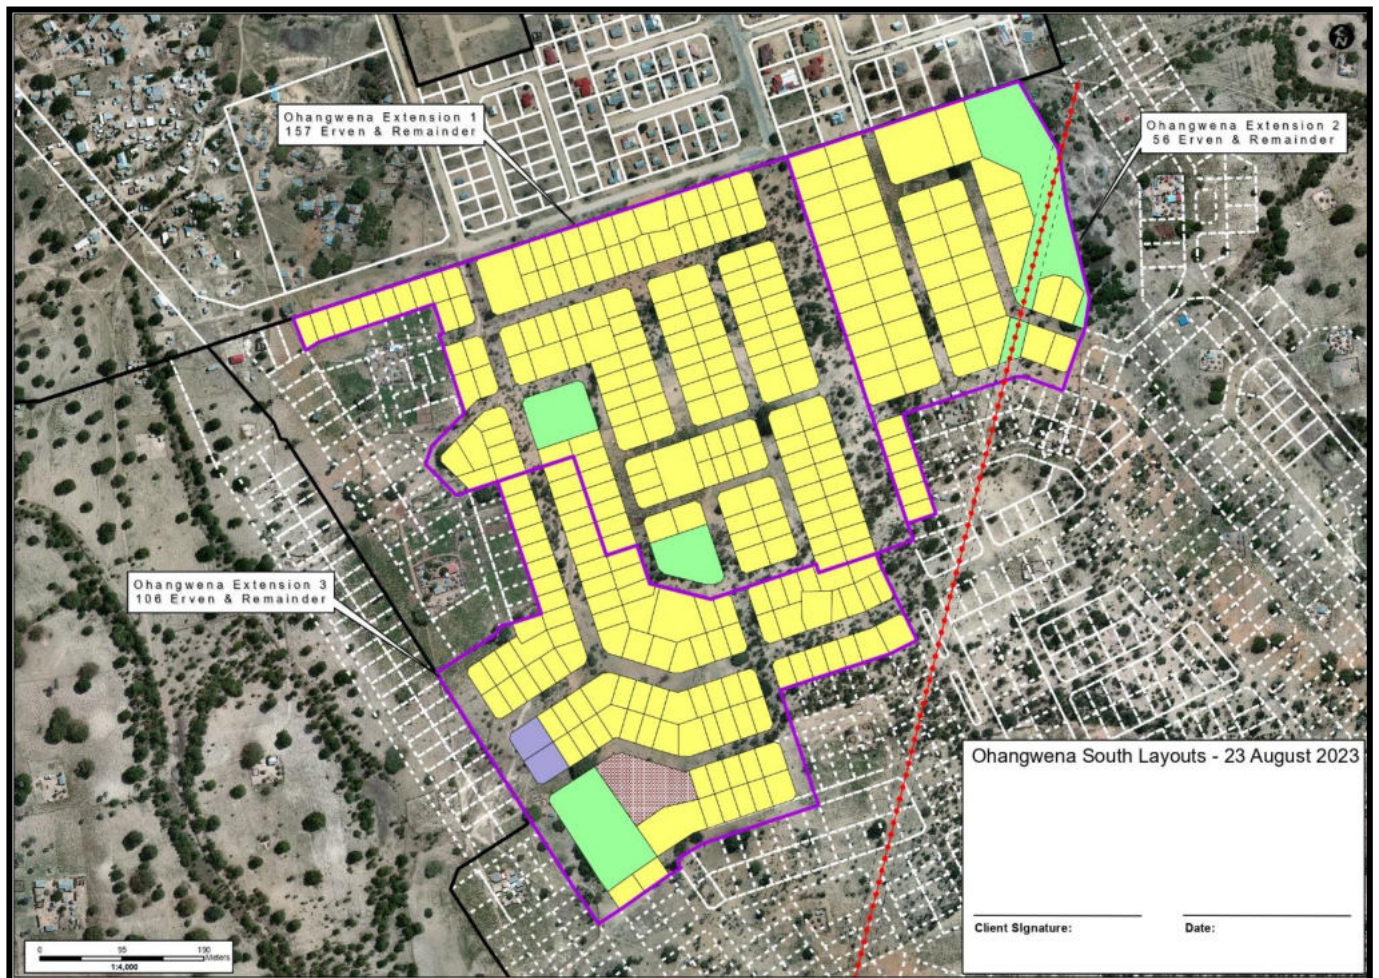 Ohangwena Extension 1
157 Erven & Remainder
Ohangwena Extension 2
56 Erven & Remainder
Ohangwena Extension 3
106 Erven & Remainder
Ohangwena South Layouts - 23 August 2023
Client Signature:
Date:
0 95 190
Meters
1:4,000
N